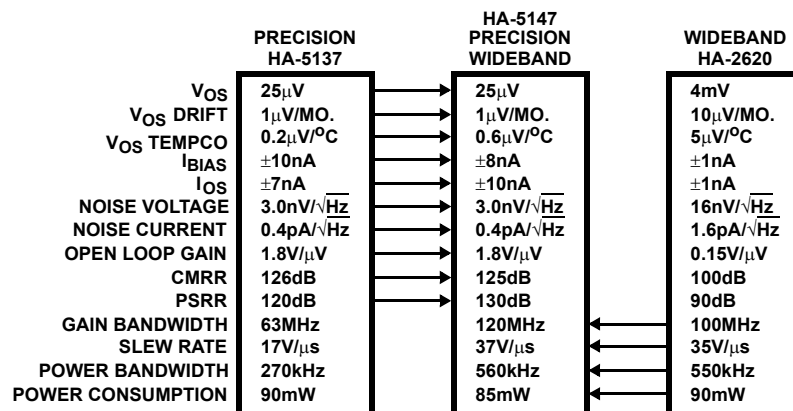 PRECISION HA-5137
HA-5147 PRECISION WIDEBAND
WIDEBAND HA-2620
VOS 25μV 25μV 4mV
VOS DRIFT 1μV/MO. 1μV/MO. 10μV/MO.
VOS TEMPCO 0.2μV/°C 0.6μV/°C 5μV/°C
IBIAS ±10nA ±8nA ±1nA
IOS ±7nA ±10nA ±1nA
NOISE VOLTAGE 3.0nV/√Hz 3.0nV/√Hz 16nV/√Hz
NOISE CURRENT 0.4pA/√Hz 0.4pA/√Hz 1.6pA/√Hz
OPEN LOOP GAIN 1.8V/μV 1.8V/μV 0.15V/μV
CMRR 126dB 125dB 100dB
PSRR 120dB 130dB 90dB
GAIN BANDWIDTH 63MHz 120MHz 100MHz
SLEW RATE 17V/μs 37V/μs 35V/μs
POWER BANDWIDTH 270kHz 560kHz 550kHz
POWER CONSUMPTION 90mW 85mW 90mW